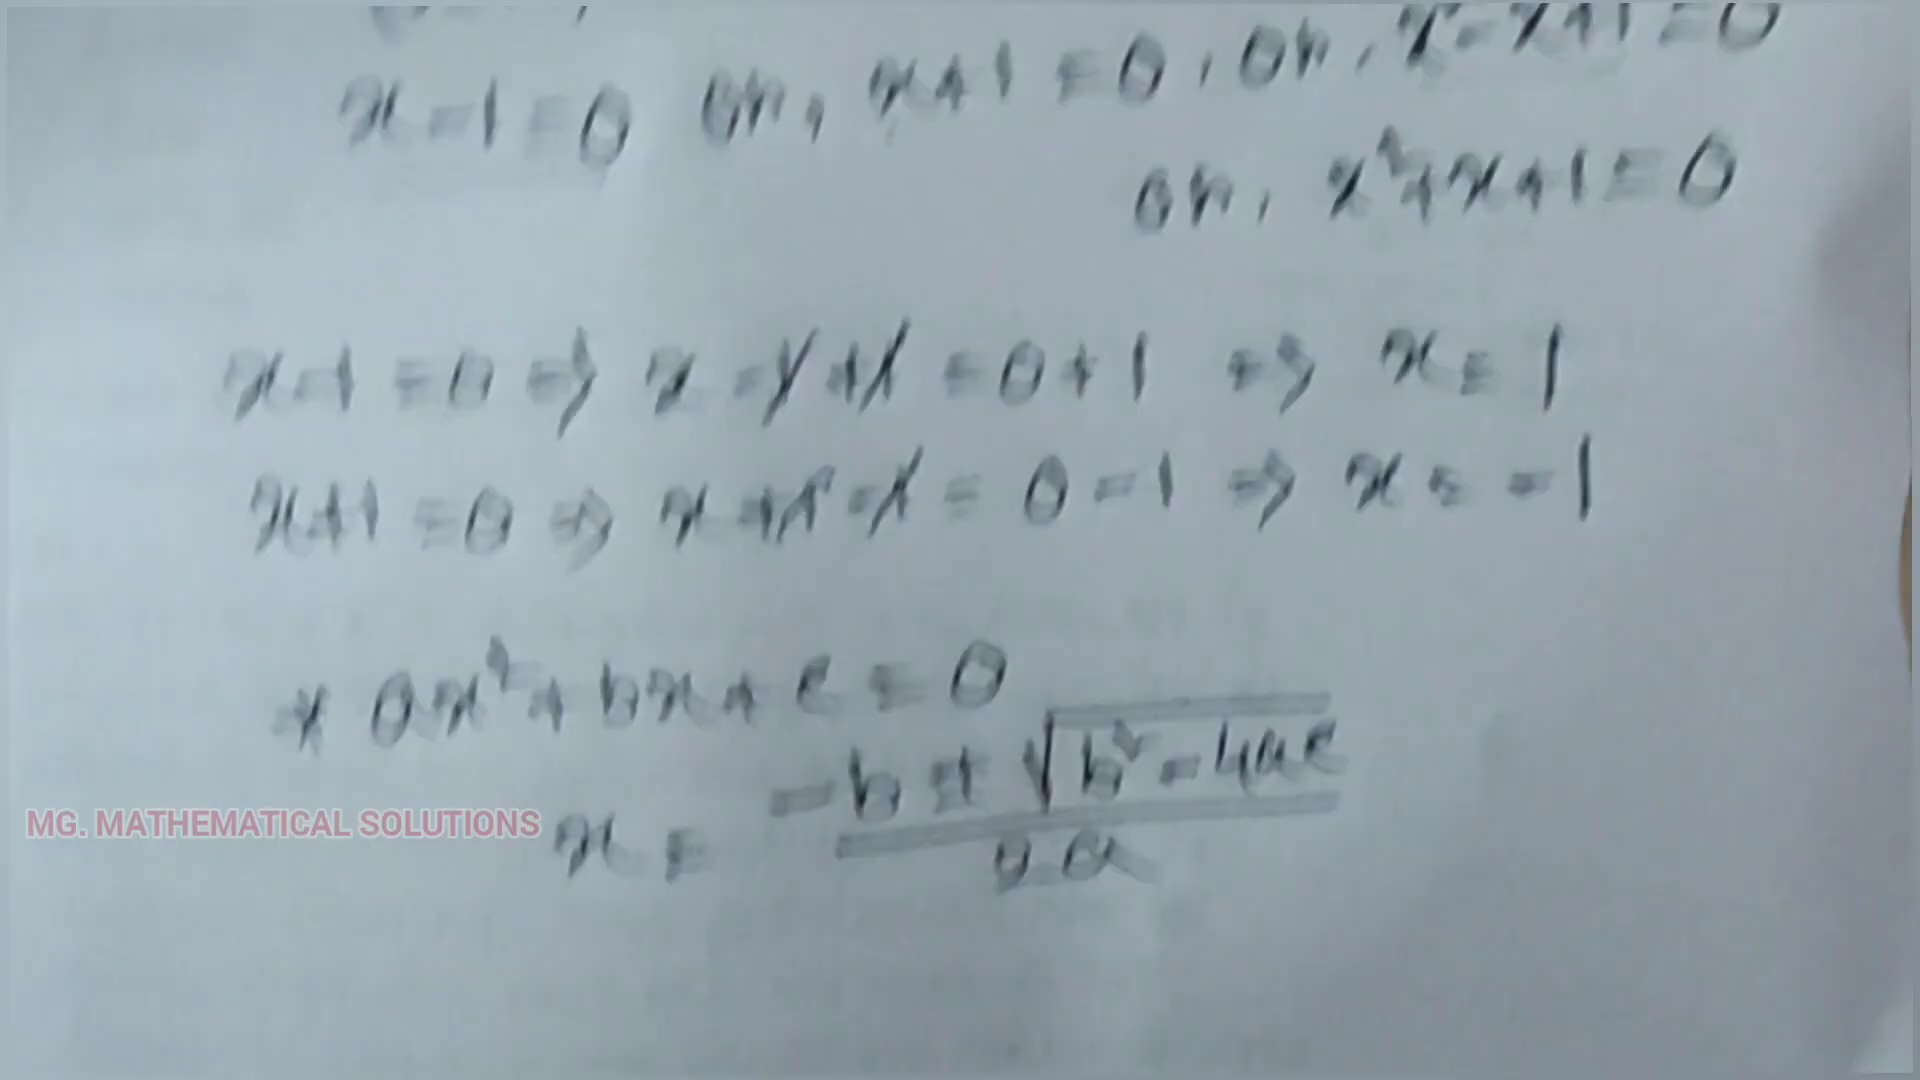 x-1=0 or, x+1=0, or, x²-x+1=0
or, x²+x+1=0
x-1=0 ⇒ x-1+1=0+1 ⇒ x=1
x+1=0 ⇒ x+1-1=0-1 ⇒ x=-1
* ax²+bx+c=0
x = (-b±√(b²-4ac))/2a
MG. MATHEMATICAL SOLUTIONS